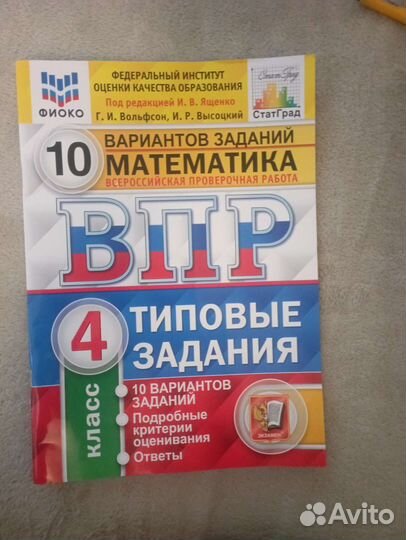 ФИОКО
ФЕДЕРАЛЬНЫЙ ИНСТИТУТ
ОЦЕНКИ КАЧЕСТВА ОБРАЗОВАНИЯ
Под редакцией И. В. Ященко
Г. И. Вольфсон, И. Р. Высоцкий
СтатГрад
СтатГрад
10 ВАРИАНТОВ ЗАДАНИЙ
МАТЕМАТИКА
ВСЕРОССИЙСКАЯ ПРОВЕРОЧНАЯ РАБОТА
ВПР
4 класс
ТИПОВЫЕ
ЗАДАНИЯ
• 10 ВАРИАНТОВ
ЗАДАНИЙ
• Подробные
критерии
оценивания
• Ответы
ЭКЗАМЕН
Avito